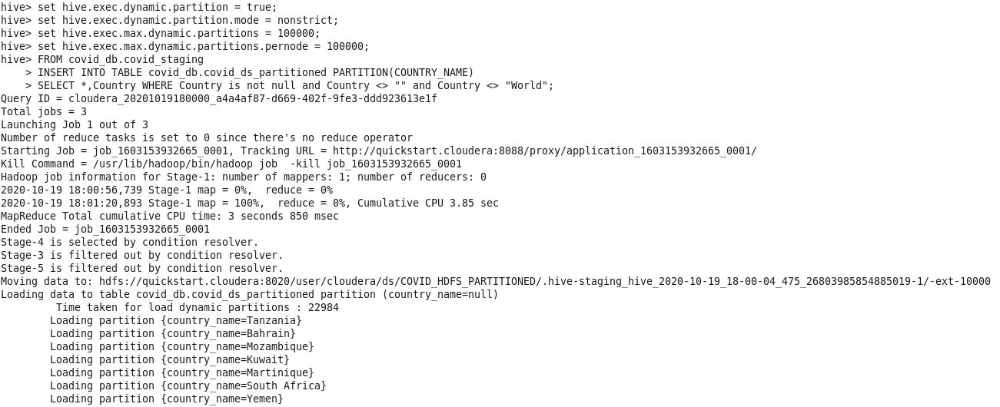 hive> set hive.exec.dynamic.partition = true;
hive> set hive.exec.dynamic.partition.mode = nonstrict;
hive> set hive.exec.max.dynamic.partitions = 100000;
hive> set hive.exec.max.dynamic.partitions.pernode = 100000;
hive> FROM covid_db.covid_staging
    > INSERT INTO TABLE covid_db.covid_ds_partitioned PARTITION(COUNTRY_NAME)
    > SELECT *,Country WHERE Country is not null and Country <> "" and Country <> "World";
Query ID = cloudera_20201019180000_a4a4af87-d669-402f-9fe3-ddd923613e1f
Total jobs = 3
Launching Job 1 out of 3
Number of reduce tasks is set to 0 since there's no reduce operator
Starting Job = job_1603153932665_0001, Tracking URL = http://quickstart.cloudera:8088/proxy/application_1603153932665_0001/
Kill Command = /usr/lib/hadoop/bin/hadoop job  -kill job_1603153932665_0001
Hadoop job information for Stage-1: number of mappers: 1; number of reducers: 0
2020-10-19 18:00:56,739 Stage-1 map = 0%,  reduce = 0%
2020-10-19 18:01:20,893 Stage-1 map = 100%,  reduce = 0%, Cumulative CPU 3.85 sec
MapReduce Total cumulative CPU time: 3 seconds 850 msec
Ended Job = job_1603153932665_0001
Stage-4 is selected by condition resolver.
Stage-3 is filtered out by condition resolver.
Stage-5 is filtered out by condition resolver.
Moving data to: hdfs://quickstart.cloudera:8020/user/cloudera/ds/COVID_HDFS_PARTITIONED/.hive-staging_hive_2020-10-19_18-00-04_475_26803985854885019-1/-ext-10000
Loading data to table covid_db.covid_ds_partitioned partition (country_name=null)
         Time taken for load dynamic partitions : 22984
        Loading partition {country_name=Tanzania}
        Loading partition {country_name=Bahrain}
        Loading partition {country_name=Mozambique}
        Loading partition {country_name=Kuwait}
        Loading partition {country_name=Martinique}
        Loading partition {country_name=South Africa}
        Loading partition {country_name=Yemen}